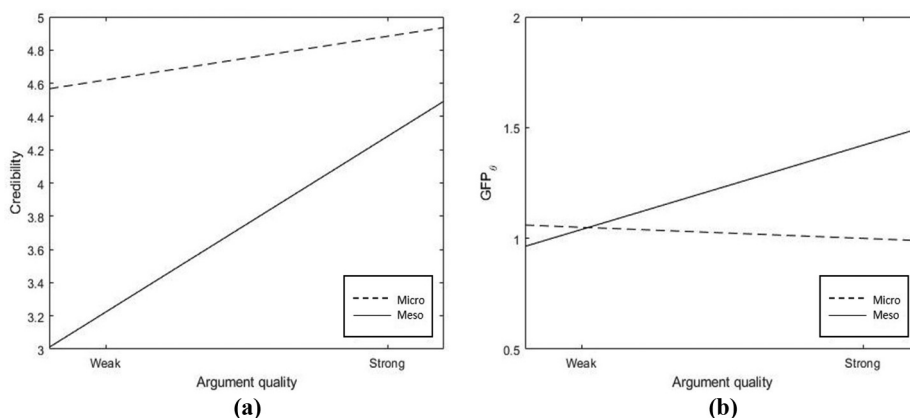 5
4.8
4.6
4.4
4.2
4
3.8
3.6
3.4
3.2
3
Credibility
Weak
Strong
Argument quality
Micro
Meso
(a)
2
1.5
1
0.5
GFPθ
Weak
Strong
Argument quality
Micro
Meso
(b)